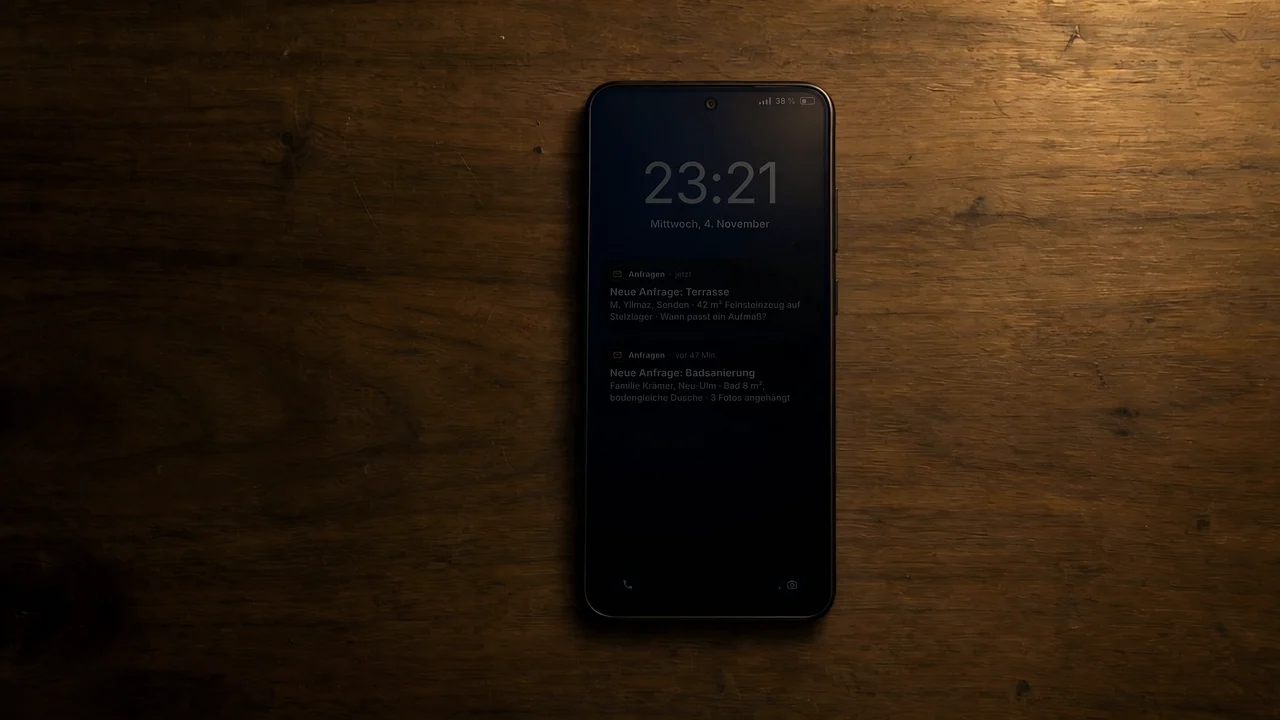 38 %
23:21
Mittwoch, 4. November
Anfragen · jetzt
Neue Anfrage: Terrasse
M. Yilmaz, Senden · 42 m² Feinsteinzeug auf
Stelzlager · Wann passt ein Aufmaß?
Anfragen · vor 47 Min.
Neue Anfrage: Badsanierung
Familie Kramer, Neu-Ulm · Bad 8 m²,
bodengleiche Dusche · 3 Fotos angehängt